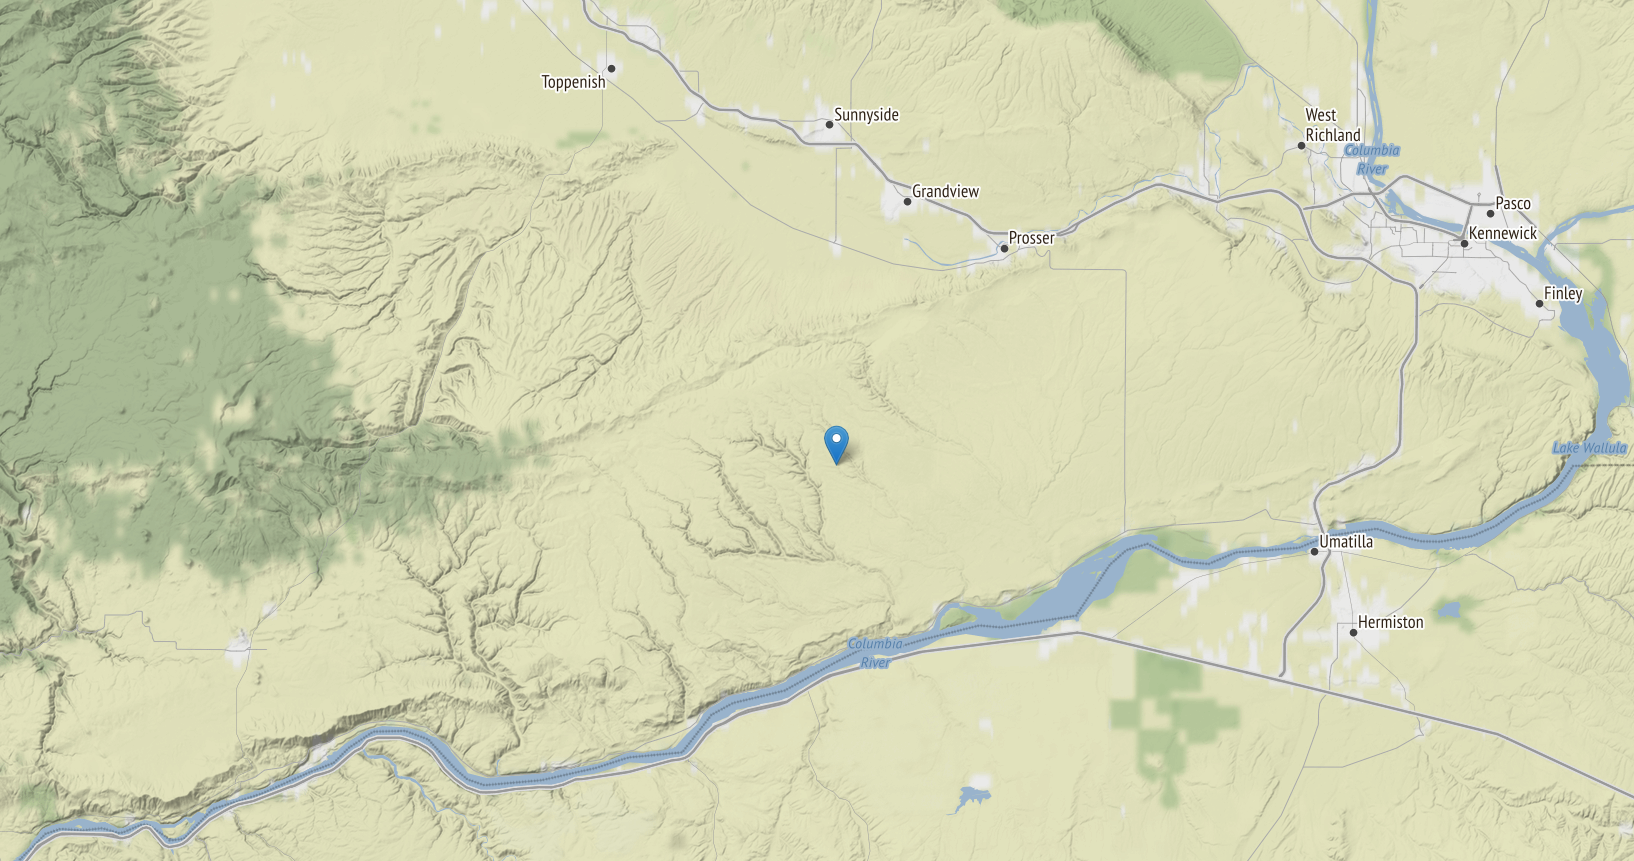 Toppenish
Sunnyside
West
Richland
Columbia
River
Grandview
Pasco
Kennewick
Prosser
Finley
Lake Wallula
Umatilla
Hermiston
Columbia
River